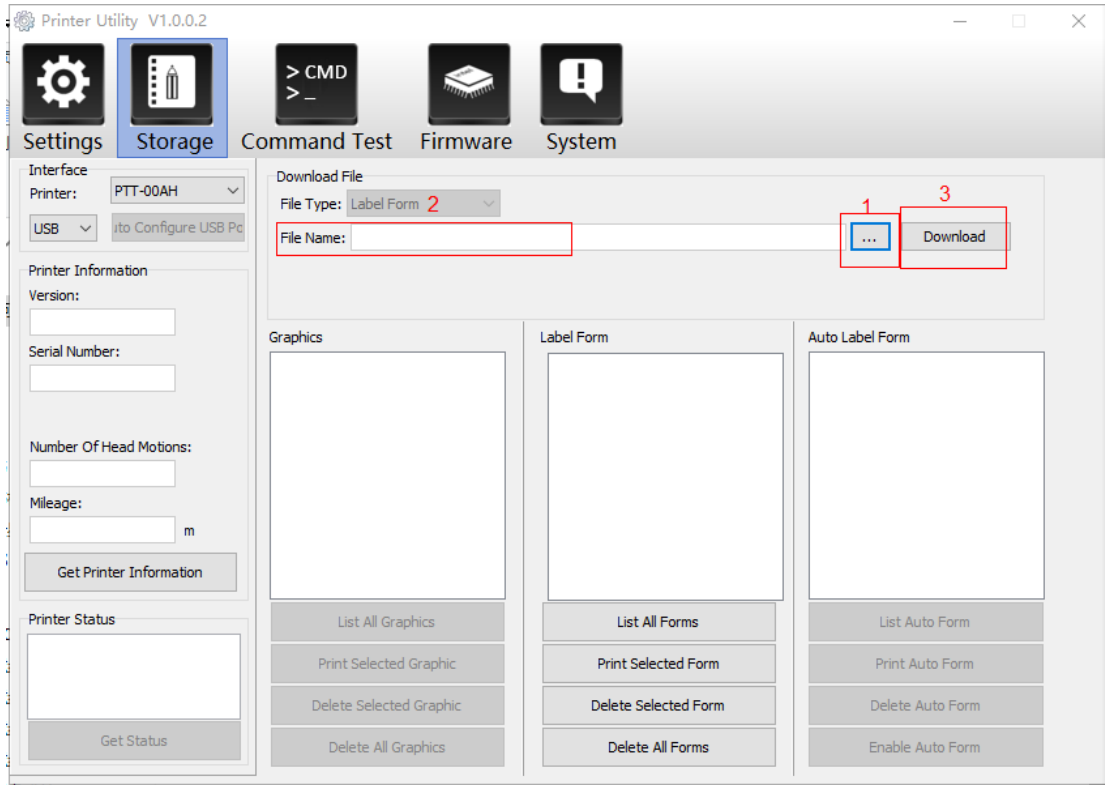 Printer Utility V1.0.0.2
> CMD
> _
Settings
Storage
Command Test
Firmware
System
Interface
Printer:
PTT-00AH
USB
Configure USB
Printer Information
Version:
Serial Number:
Number Of Head Motions:
Mileage:
m
Get Printer Information
Printer Status
Get Status
Download File
File Type:
Label Form
2
File Name:
1
...
3
Download
Graphics
List All Graphics
Print Selected Graphic
Delete Selected Graphic
Delete All Graphics
Label Form
List All Forms
Print Selected Form
Delete Selected Form
Delete All Forms
Auto Label Form
List Auto Form
Print Auto Form
Delete Auto Form
Enable Auto Form